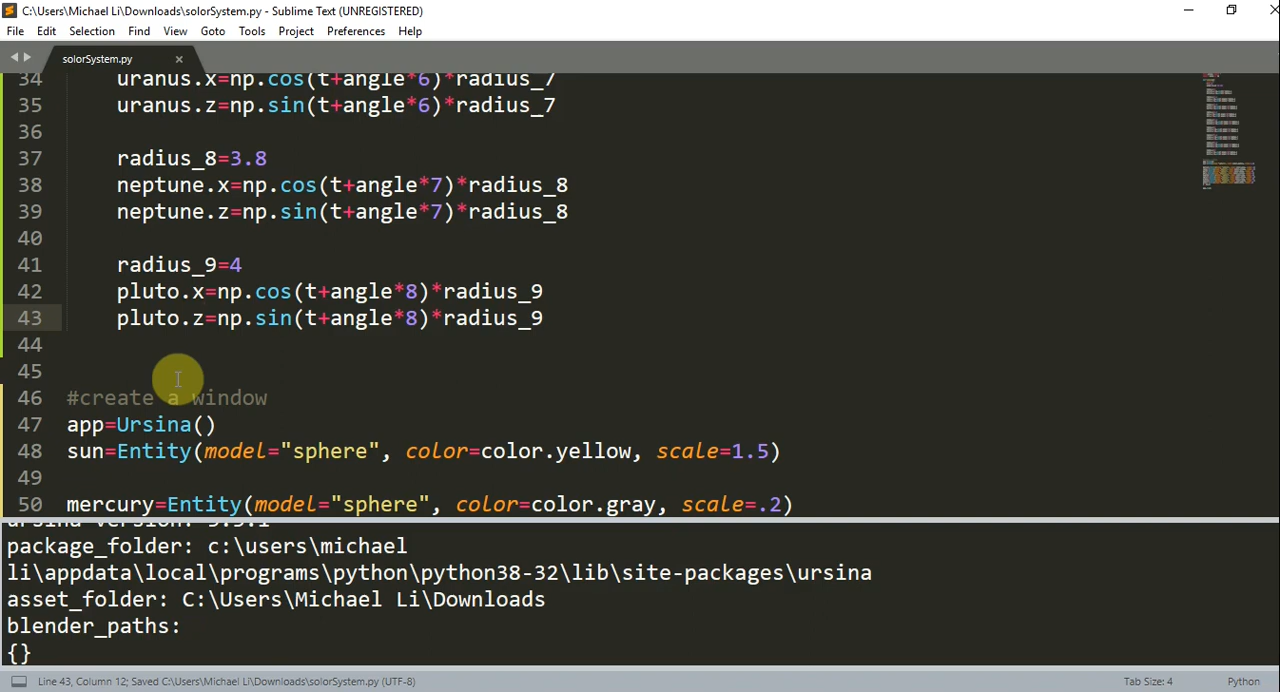 C:\Users\Michael Li\Downloads\solorSystem.py - Sublime Text (UNREGISTERED)
File Edit Selection Find View Goto Tools Project Preferences Help
solorSystem.py ×
34 uranus.x=np.cos(t+angle*6)*radius_7
35 uranus.z=np.sin(t+angle*6)*radius_7
36
37 radius_8=3.8
38 neptune.x=np.cos(t+angle*7)*radius_8
39 neptune.z=np.sin(t+angle*7)*radius_8
40
41 radius_9=4
42 pluto.x=np.cos(t+angle*8)*radius_9
43 pluto.z=np.sin(t+angle*8)*radius_9
44
45
46 #create a window
47 app=Ursina()
48 sun=Entity(model="sphere", color=color.yellow, scale=1.5)
49
50 mercury=Entity(model="sphere", color=color.gray, scale=.2)
package_folder: c:\users\michael
li\appdata\local\programs\python\python38-32\lib\site-packages\ursina
asset_folder: C:\Users\Michael Li\Downloads
blender_paths:
{}
Line 43, Column 12; Saved C:\Users\Michael Li\Downloads\solorSystem.py (UTF-8) Tab Size: 4 Python